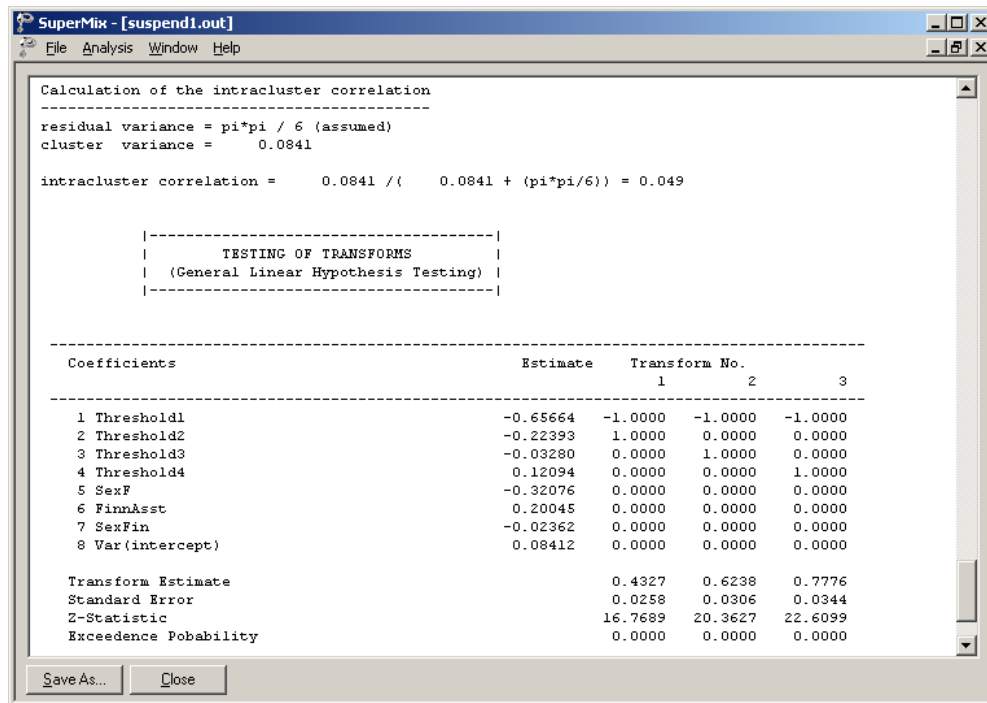 SuperMix - [suspend1.out]
File Analysis Window Help
Calculation of the intracluster correlation
-------------------------------------------
residual variance = pi*pi / 6 (assumed)
cluster  variance =     0.0841
intracluster correlation =     0.0841 /(    0.0841 + (pi*pi/6)) = 0.049
|--------------------------------------|
|        TESTING OF TRANSFORMS         |
|  (General Linear Hypothesis Testing) |
|--------------------------------------|
Coefficients Estimate Transform No.
1 2 3
1 Threshold1 -0.65664 -1.0000 -1.0000 -1.0000
2 Threshold2 -0.22393 1.0000 0.0000 0.0000
3 Threshold3 -0.03280 0.0000 1.0000 0.0000
4 Threshold4 0.12094 0.0000 0.0000 1.0000
5 SexF -0.32076 0.0000 0.0000 0.0000
6 FinnAsst 0.20045 0.0000 0.0000 0.0000
7 SexFin -0.02362 0.0000 0.0000 0.0000
8 Var(intercept) 0.08412 0.0000 0.0000 0.0000
Transform Estimate 0.4327 0.6238 0.7776
Standard Error 0.0258 0.0306 0.0344
Z-Statistic 16.7689 20.3627 22.6099
Exceedence Pobability 0.0000 0.0000 0.0000
Save As... Close